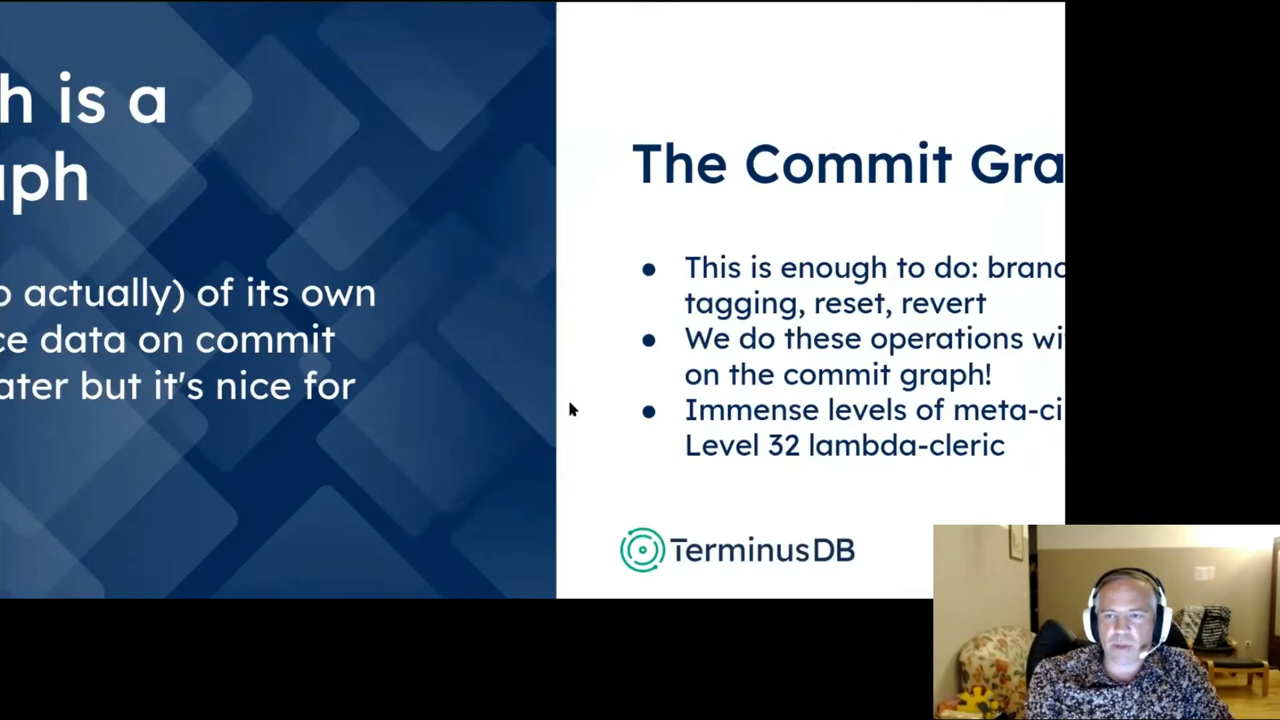 h is a
aph
o actually) of its own
ce data on commit
ater but it's nice for
The Commit Gra
● This is enough to do: branc
tagging, reset, revert
● We do these operations wi
on the commit graph!
● Immense levels of meta-ci
Level 32 lambda-cleric
TerminusDB